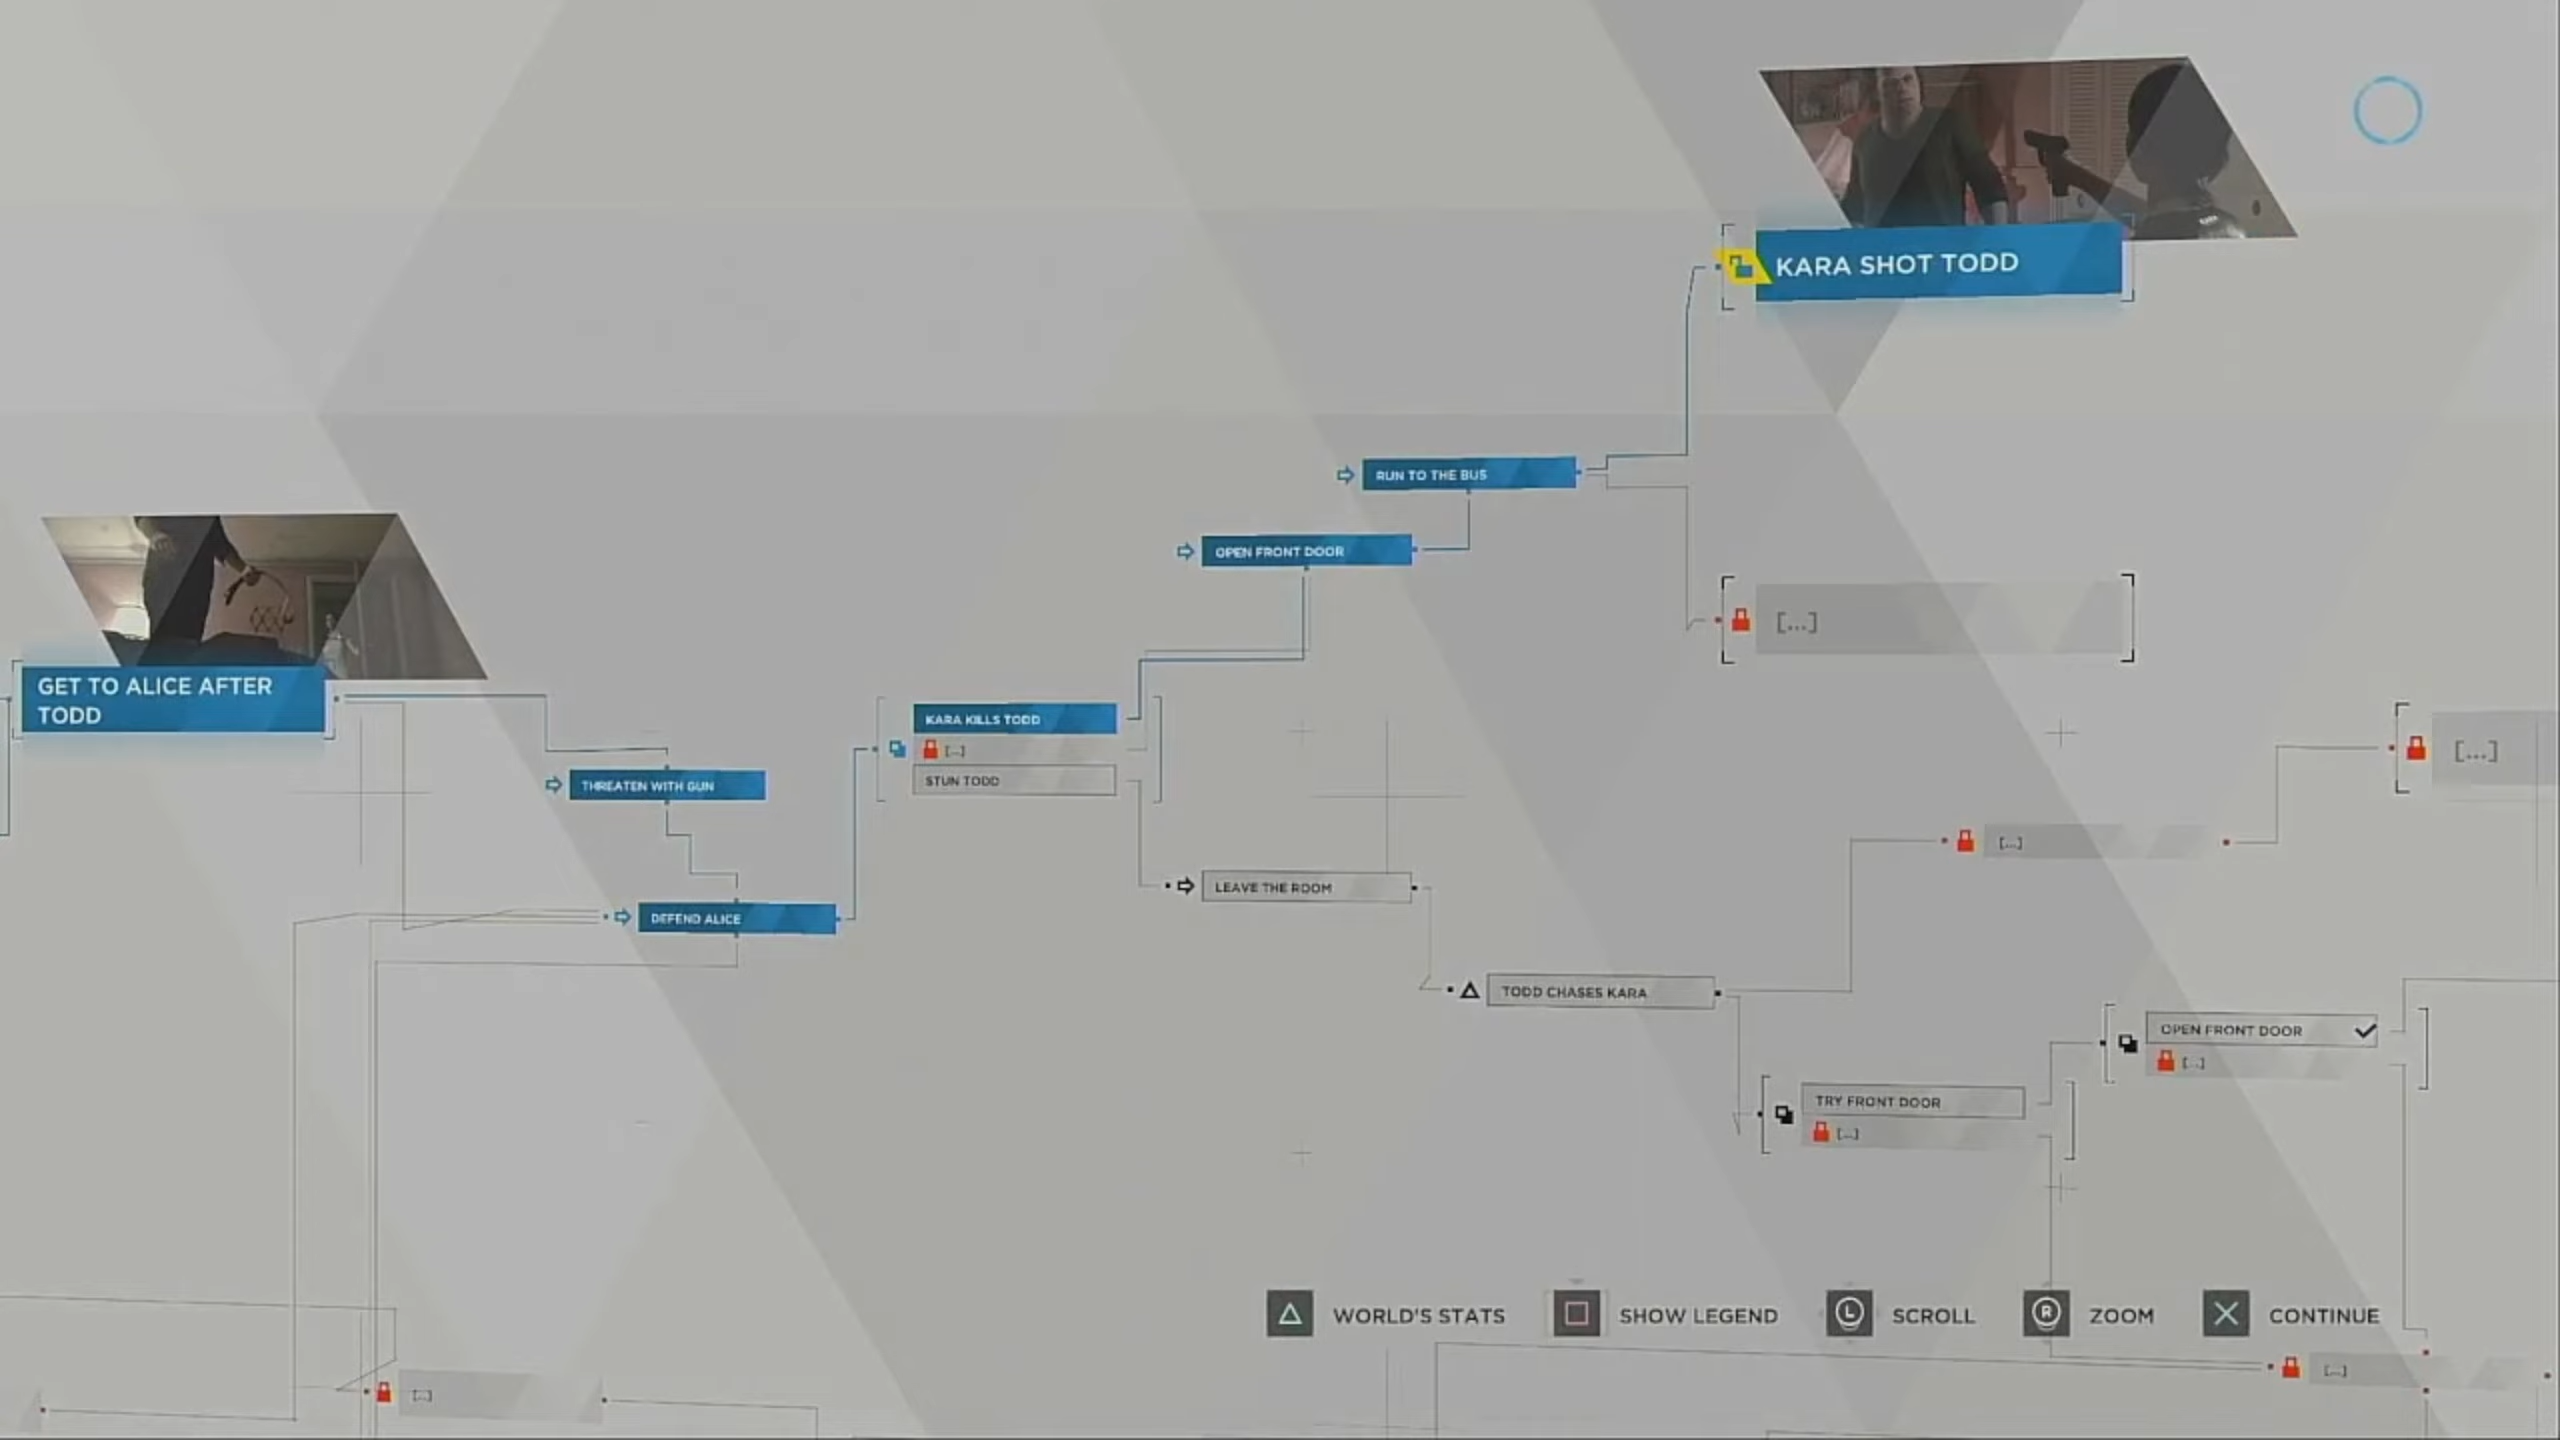 KARA SHOT TODD
RUN TO THE BUS
OPEN FRONT DOOR
[...]
GET TO ALICE AFTER
TODD
KARA KILLS TODD
[...]
STUN TODD
[...]
THREATEN WITH GUN
[...]
LEAVE THE ROOM
DEFEND ALICE
TODD CHASES KARA
OPEN FRONT DOOR
[...]
TRY FRONT DOOR
[...]
WORLD'S STATS
SHOW LEGEND
L
SCROLL
R
ZOOM
CONTINUE
[...]
[...]